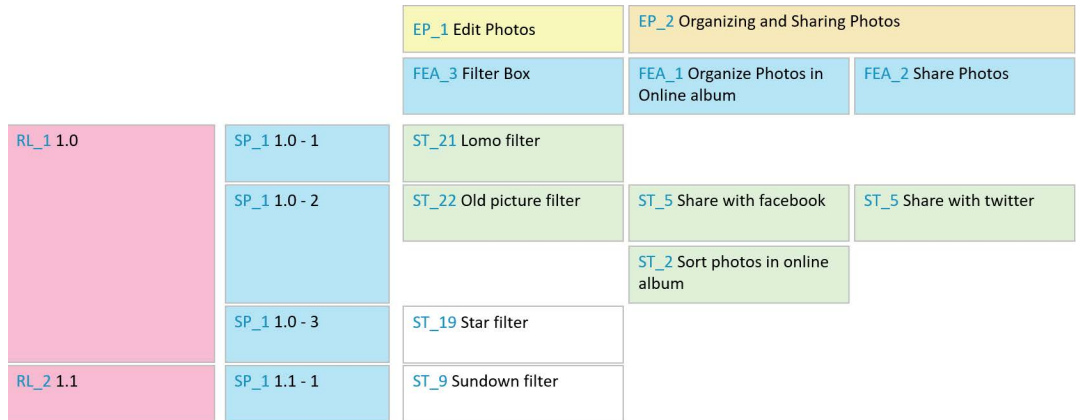 EP_1 Edit Photos
EP_2 Organizing and Sharing Photos
FEA_3 Filter Box
FEA_1 Organize Photos in
Online album
FEA_2 Share Photos
RL_1 1.0
SP_1 1.0 - 1
ST_21 Lomo filter
SP_1 1.0 - 2
ST_22 Old picture filter
ST_5 Share with facebook
ST_5 Share with twitter
ST_2 Sort photos in online
album
SP_1 1.0 - 3
ST_19 Star filter
RL_2 1.1
SP_1 1.1 - 1
ST_9 Sundown filter